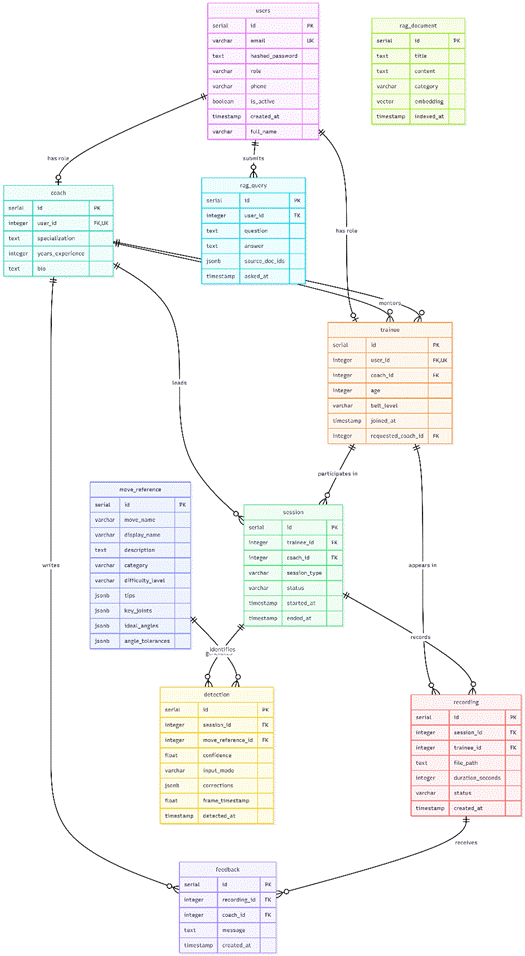 users
serial id PK
varchar email UK
text hashed_password
varchar role
varchar phone
boolean is_active
timestamp created_at
varchar full_name
rag_document
serial id PK
text title
text content
varchar category
vector embedding
timestamp indexed_at
has role
submits
has role
coach
serial id PK
integer user_id FK,UK
text specialization
integer years_experience
text bio
rag_query
serial id PK
integer user_id FK
text question
text answer
jsonb source_doc_ids
timestamp asked_at
mentors
trainee
serial id PK
integer user_id FK,UK
integer coach_id FK
integer age
varchar belt_level
timestamp joined_at
integer requested_coach_id FK
leads
participates in
move_reference
serial id PK
varchar move_name
varchar display_name
text description
varchar category
varchar difficulty_level
jsonb tips
jsonb key_joints
jsonb ideal_angles
jsonb angle_tolerances
session
serial id PK
integer trainee_id FK
integer coach_id FK
varchar session_type
varchar status
timestamp started_at
timestamp ended_at
writes
appears in
records
identifies
detection
serial id PK
integer session_id FK
integer move_reference_id FK
float confidence
varchar input_mode
jsonb corrections
float frame_timestamp
timestamp detected_at
recording
serial id PK
integer session_id FK
integer trainee_id FK
text file_path
integer duration_seconds
varchar status
timestamp created_at
receives
feedback
serial id PK
integer recording_id FK
integer coach_id FK
text message
timestamp created_at